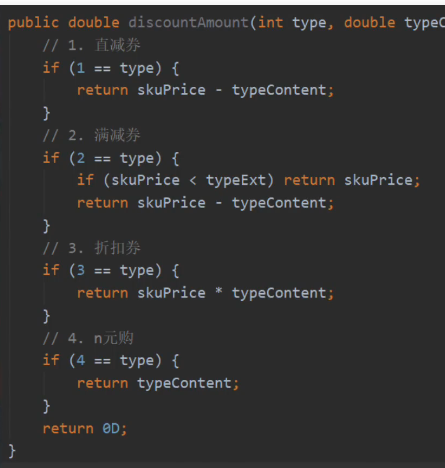 public double discountAmount(int type, double typeC
// 1. 直减券
if (1 == type) {
return skuPrice - typeContent;
}
// 2. 满减券
if (2 == type) {
if (skuPrice < typeExt) return skuPrice;
return skuPrice - typeContent;
}
// 3. 折扣券
if (3 == type) {
return skuPrice * typeContent;
}
// 4. n元购
if (4 == type) {
return typeContent;
}
return 0D;
}